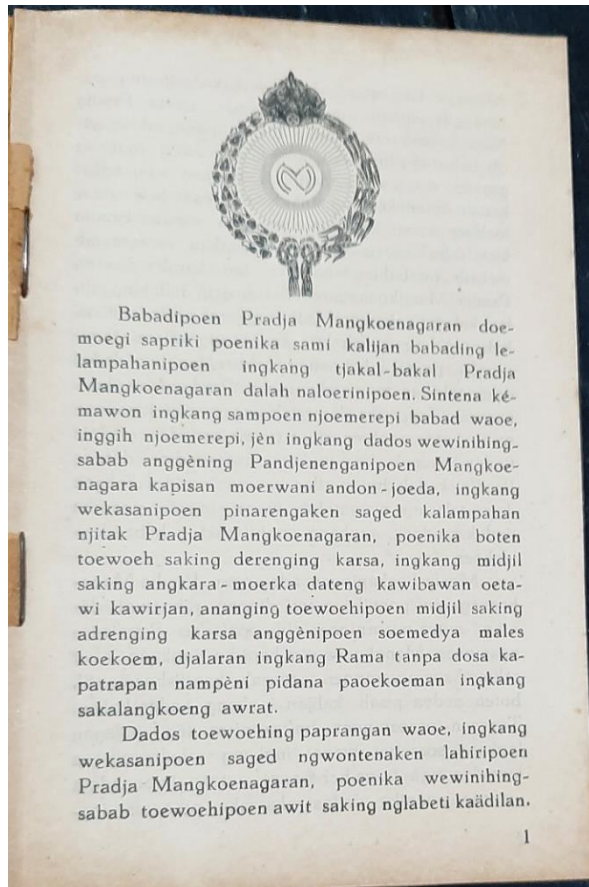 Babadipoen Pradja Mangkoenagaran doe-
moegi sapriki poenika sami kalijan babading le-
lampahanipoen ingkang tjakal-bakal Pradja
Mangkoenagaran dalah naloerinipoen. Sintena ké-
mawon ingkang sampoen njoemerepi babad waoe,
inggih njoemerepi, jèn ingkang dados wewinihing-
sabab anggèning Pandjenenganipoen Mangkoe-
nagara kapisan moerwani andon-joeda, ingkang
wekasanipoen pinarengaken saged kalampahan
njitak Pradja Mangkoenagaran, poenika boten
toewoeh saking derenging karsa, ingkang midjil
saking angkara-moerka dateng kawibawan oeta-
wi kawirjan, ananging toewoehipoen midjil saking
adrenging karsa anggènipoen soemedya males
koekoem, djalaran ingkang Rama tanpa dosa ka-
patrapan nampèni pidana paoekoeman ingkang
sakalangkoeng awrat.
Dados toewoehing paprangan waoe, ingkang
wekasanipoen saged ngwontenaken lahiripoen
Pradja Mangkoenagaran, poenika wewinihing-
sabab toewoehipoen awit saking nglabeti kaädilan.
1